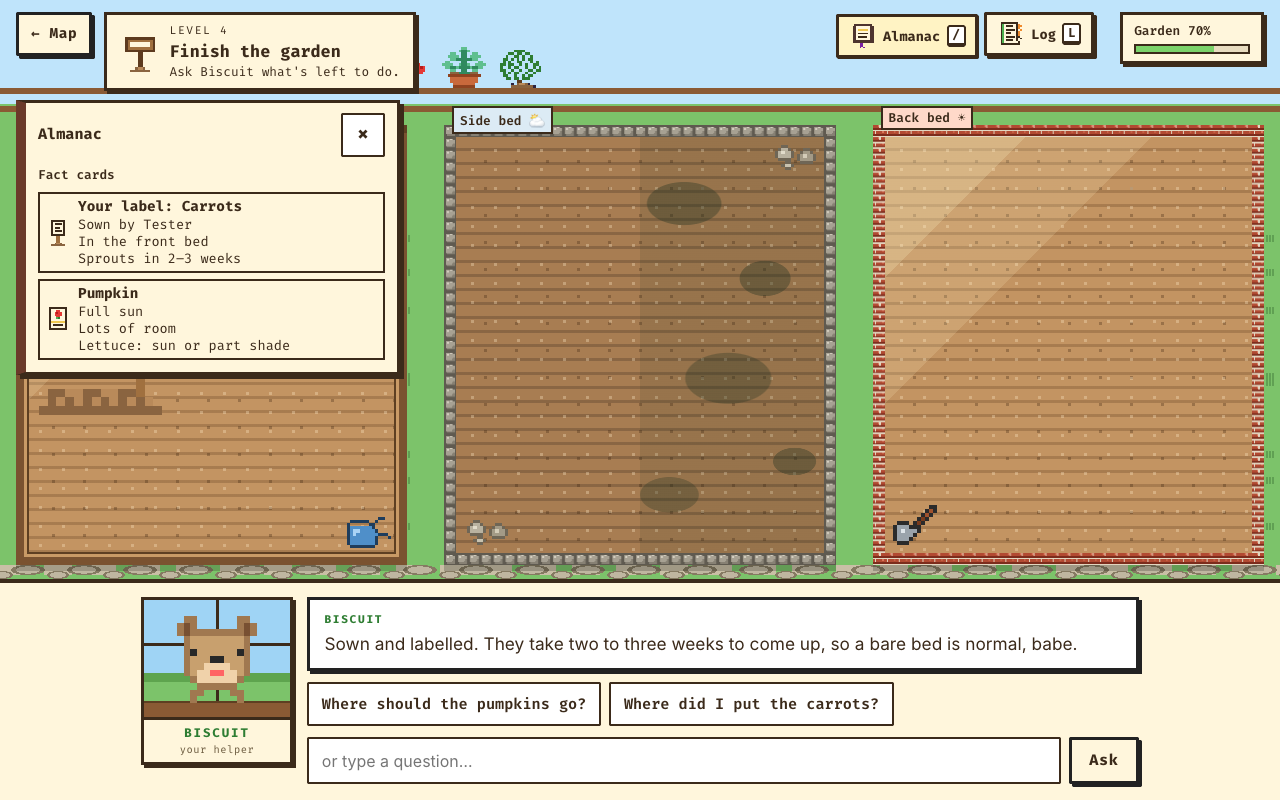 ← Map
LEVEL 4
Finish the garden
Ask Biscuit what's left to do.
Almanac /
Log L
Garden 70%
Almanac
✖
Fact cards
Your label: Carrots
Sown by Tester
In the front bed
Sprouts in 2–3 weeks
Pumpkin
Full sun
Lots of room
Lettuce: sun or part shade
Side bed ⛅
Back bed ☀
BISCUIT
your helper
BISCUIT
Sown and labelled. They take two to three weeks to come up, so a bare bed is normal, babe.
Where should the pumpkins go?
Where did I put the carrots?
or type a question...
Ask